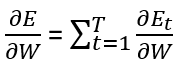 ∂E/∂W = ∑_{t=1}^{T} ∂E_t/∂W